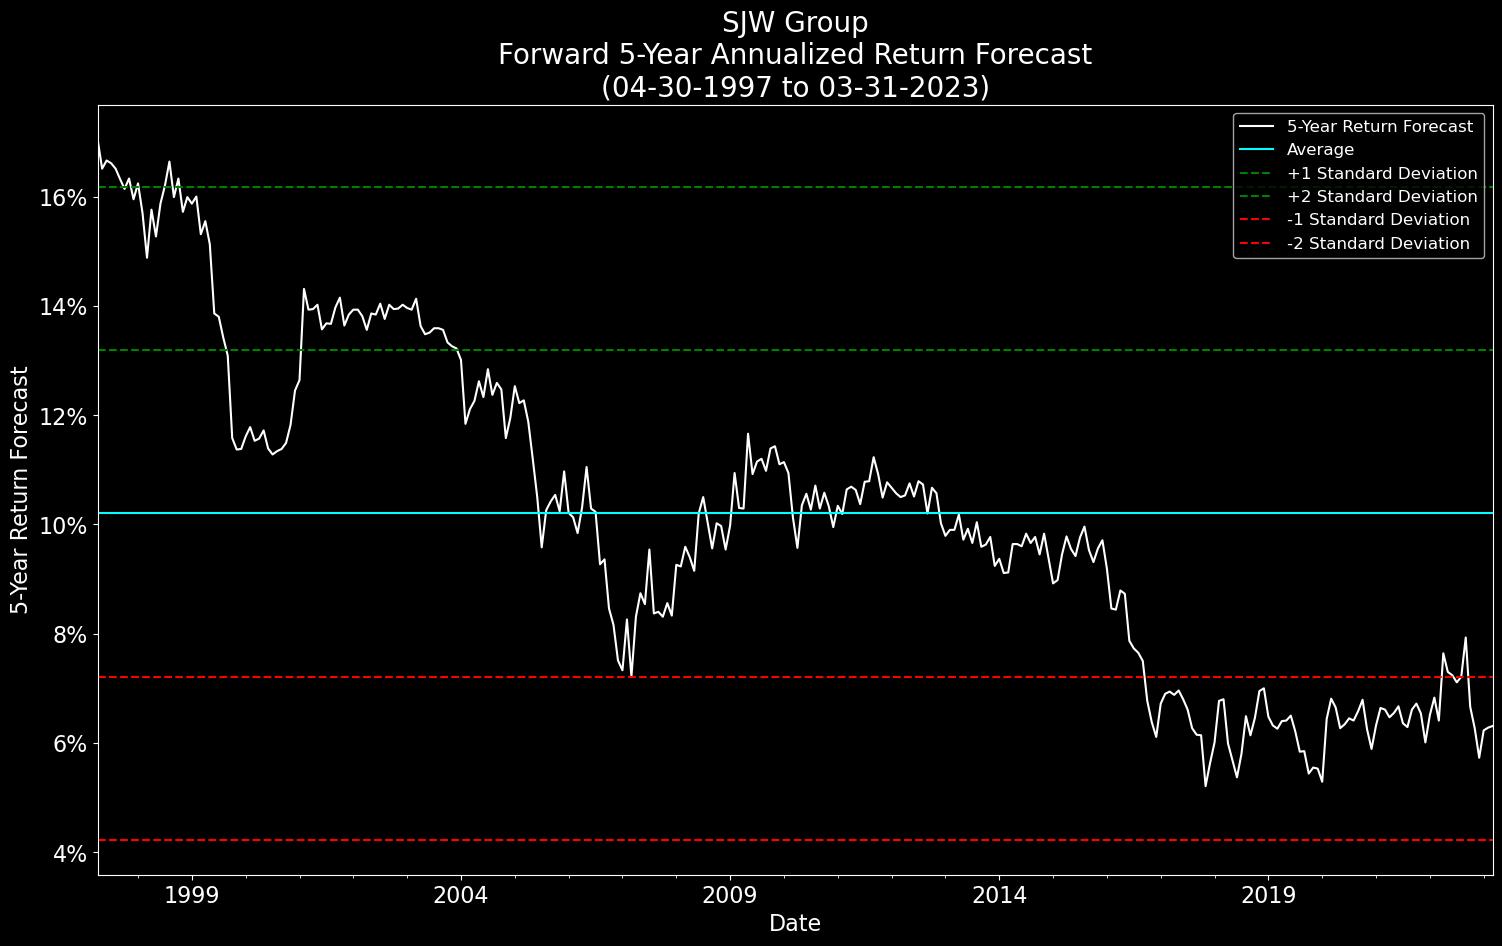 SJW Group
Forward 5-Year Annualized Return Forecast
(04-30-1997 to 03-31-2023)
5-Year Return Forecast
Average
+1 Standard Deviation
+2 Standard Deviation
-1 Standard Deviation
-2 Standard Deviation
16%
14%
12%
10%
8%
6%
4%
5-Year Return Forecast
1999
2004
2009
2014
2019
Date